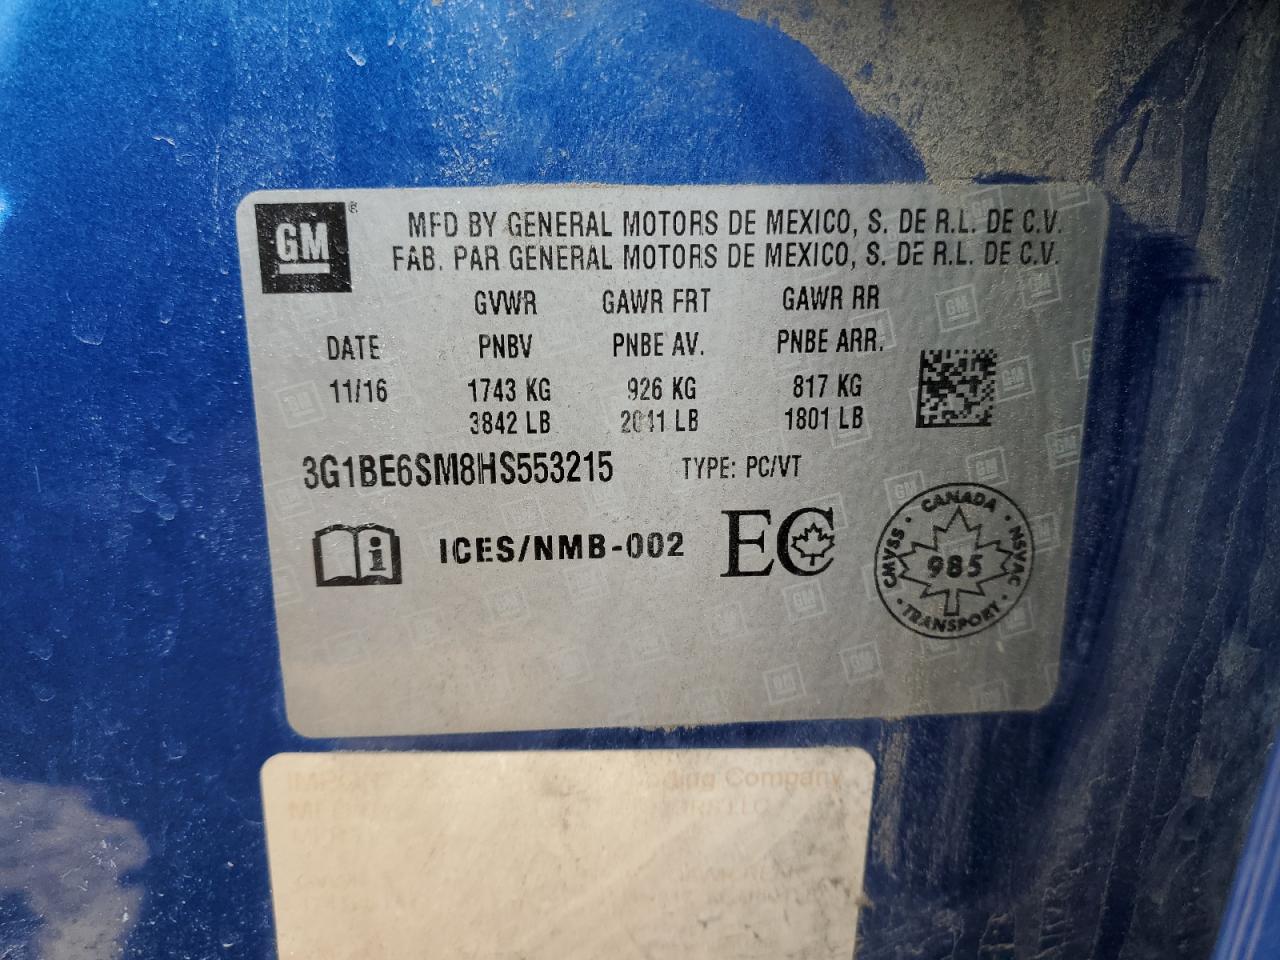 GM ®
MFD BY GENERAL MOTORS DE MEXICO, S. DE R.L. DE C.V.
FAB. PAR GENERAL MOTORS DE MEXICO, S. DE R.L. DE C.V.
GVWR GAWR FRT GAWR RR
DATE PNBV PNBE AV. PNBE ARR.
11/16 1743 KG 926 KG 817 KG
3842 LB 2041 LB 1801 LB
3G1BE6SM8HS553215 TYPE: PC/VT
i ICES/NMB-002 EC
CANADA
CMVSS · 985 · NSVAC
TRANSPORT
ding Company